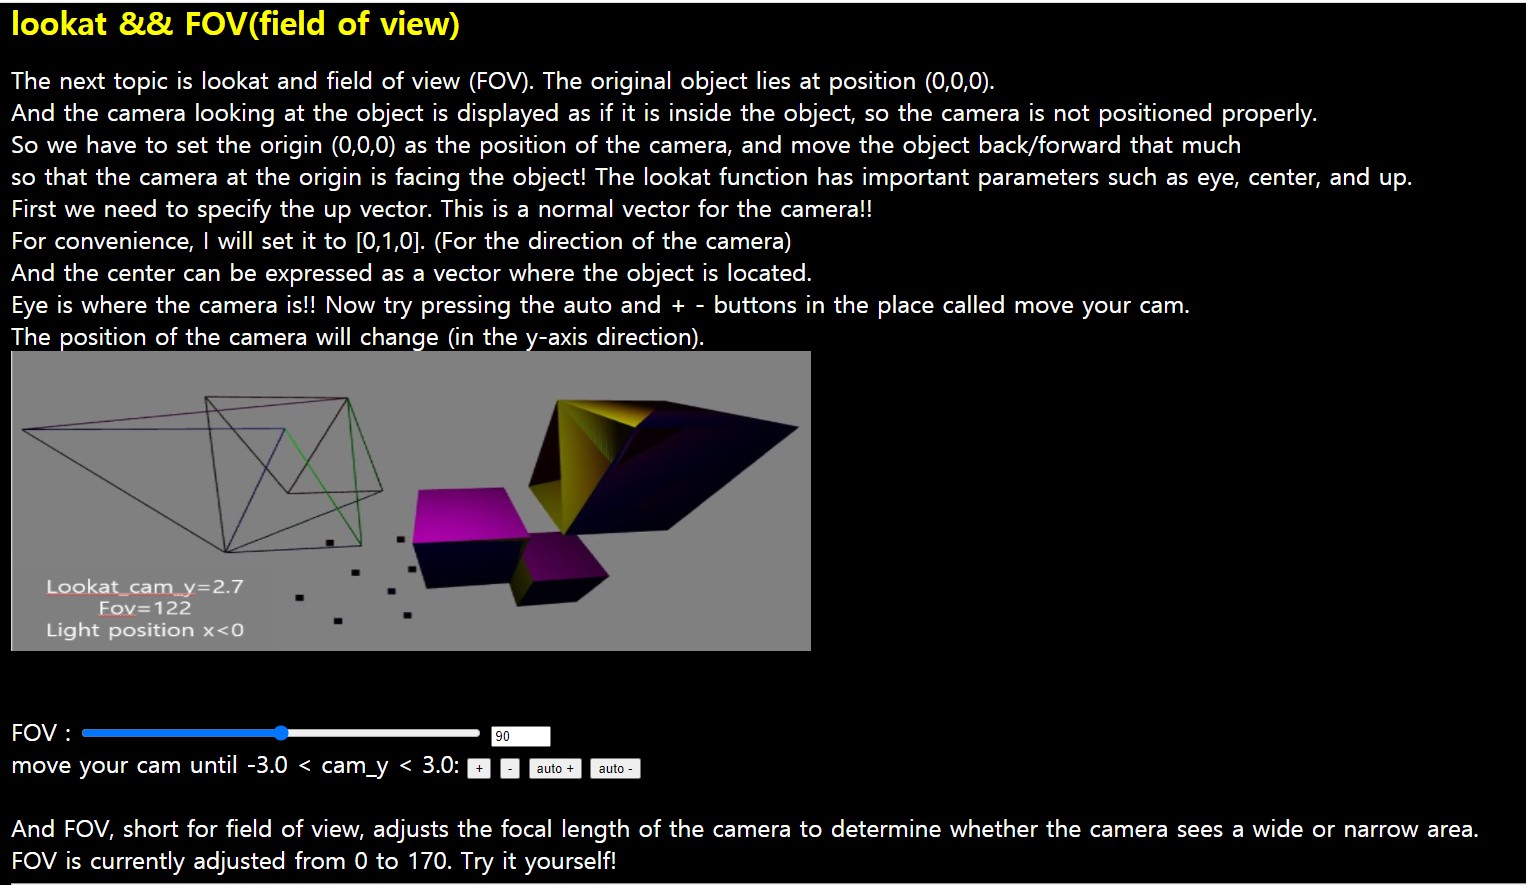 lookat && FOV(field of view)
The next topic is lookat and field of view (FOV). The original object lies at position (0,0,0).
And the camera looking at the object is displayed as if it is inside the object, so the camera is not positioned properly.
So we have to set the origin (0,0,0) as the position of the camera, and move the object back/forward that much
so that the camera at the origin is facing the object! The lookat function has important parameters such as eye, center, and up.
First we need to specify the up vector. This is a normal vector for the camera!!
For convenience, I will set it to [0,1,0]. (For the direction of the camera)
And the center can be expressed as a vector where the object is located.
Eye is where the camera is!! Now try pressing the auto and + - buttons in the place called move your cam.
The position of the camera will change (in the y-axis direction).
Lookat_cam_y=2.7
Fov=122
Light position x<0
FOV : 90
move your cam until -3.0 < cam_y < 3.0: + - auto + auto -
And FOV, short for field of view, adjusts the focal length of the camera to determine whether the camera sees a wide or narrow area.
FOV is currently adjusted from 0 to 170. Try it yourself!